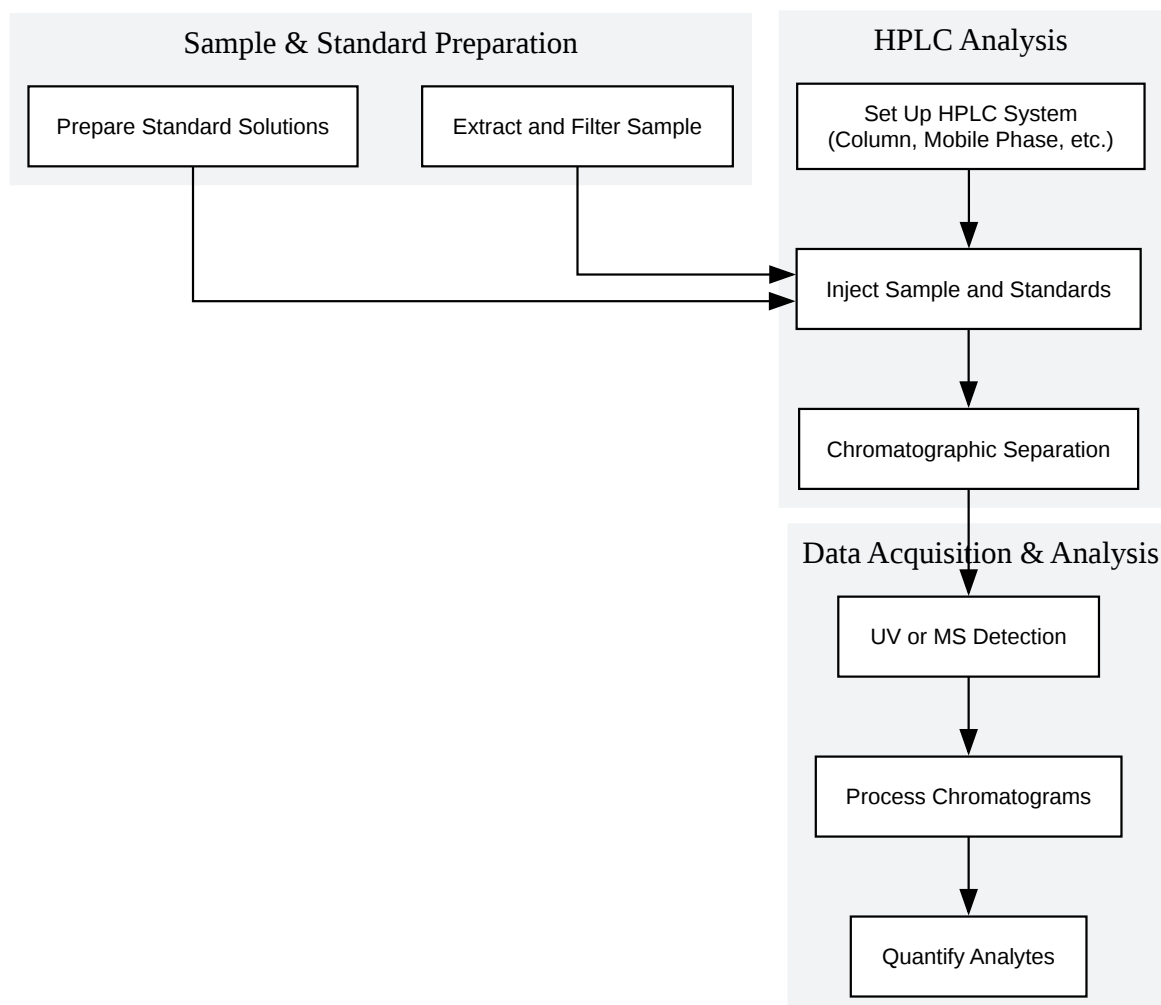 Sample & Standard Preparation
Prepare Standard Solutions
Extract and Filter Sample
HPLC Analysis
Set Up HPLC System
(Column, Mobile Phase, etc.)
Inject Sample and Standards
Chromatographic Separation
Data Acquisition & Analysis
UV or MS Detection
Process Chromatograms
Quantify Analytes